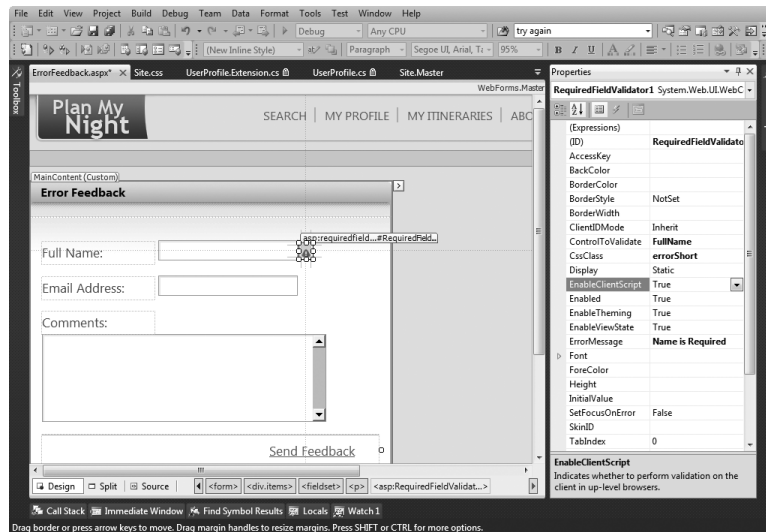 File Edit View Project Build Debug Team Data Format Tools Test Window Help
Debug Any CPU try again
(New Inline Style) Paragraph Segoe UI, Arial, Ta 95% B I U A
ErrorFeedback.aspx* Site.css UserProfile.Extension.cs UserProfile.cs Site.Master
Toolbox
WebForms.Master
Plan My
Night
SEARCH | MY PROFILE | MY ITINERARIES | ABO
MainContent (Custom)
Error Feedback
asp:requiredfield...#RequiredField...
Full Name:
Email Address:
Comments:
Send Feedback
Design Split Source <form> <div.items> <fieldset> <p> <asp:RequiredFieldValidat...>
Properties
RequiredFieldValidator1 System.Web.UI.WebC
(Expressions)
(ID) RequiredFieldValidato
AccessKey
BackColor
BorderColor
BorderStyle NotSet
BorderWidth
ClientIDMode Inherit
ControlToValidate FullName
CssClass errorShort
Display Static
EnableClientScript True
Enabled True
EnableTheming True
EnableViewState True
ErrorMessage Name is Required
Font
ForeColor
Height
InitialValue
SetFocusOnError False
SkinID
TabIndex 0
EnableClientScript
Indicates whether to perform validation on the
client in up-level browsers.
Call Stack Immediate Window Find Symbol Results Locals Watch 1
Drag border or press arrow keys to move. Drag margin handles to resize margins. Press SHIFT or CTRL for more options.